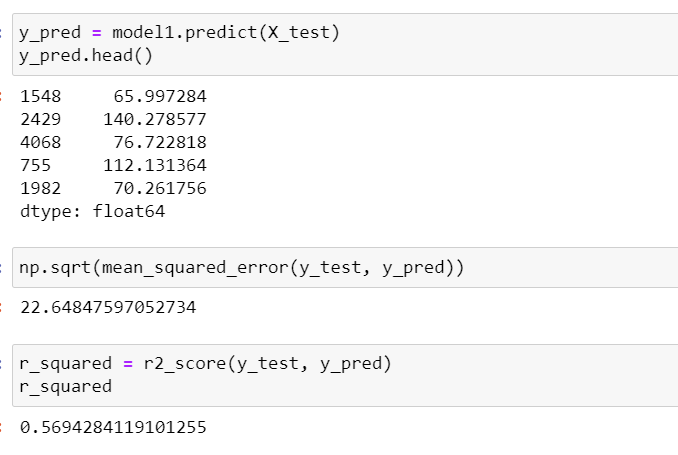 y_pred = model1.predict(X_test)
y_pred.head()
1548 65.997284
2429 140.278577
4068 76.722818
755 112.131364
1982 70.261756
dtype: float64
np.sqrt(mean_squared_error(y_test, y_pred))
22.64847597052734
r_squared = r2_score(y_test, y_pred)
r_squared
0.5694284119101255